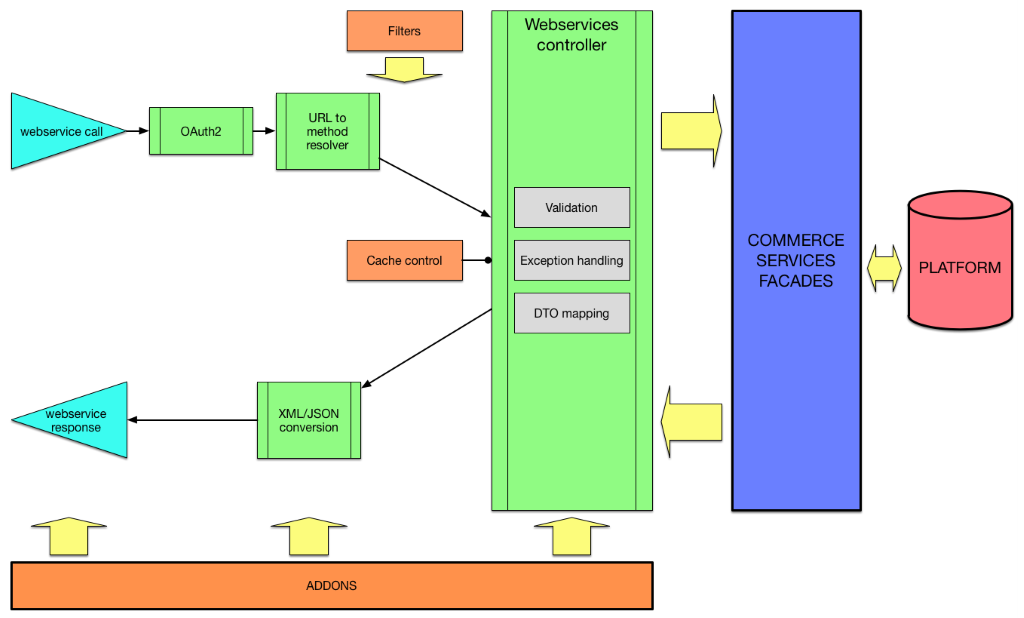 Filters
Webservices
controller
webservice call
OAuth2
URL to
method
resolver
Validation
Cache control
Exception handling
DTO mapping
COMMERCE
SERVICES
FACADES
PLATFORM
webservice
response
XML/JSON
conversion
ADDONS